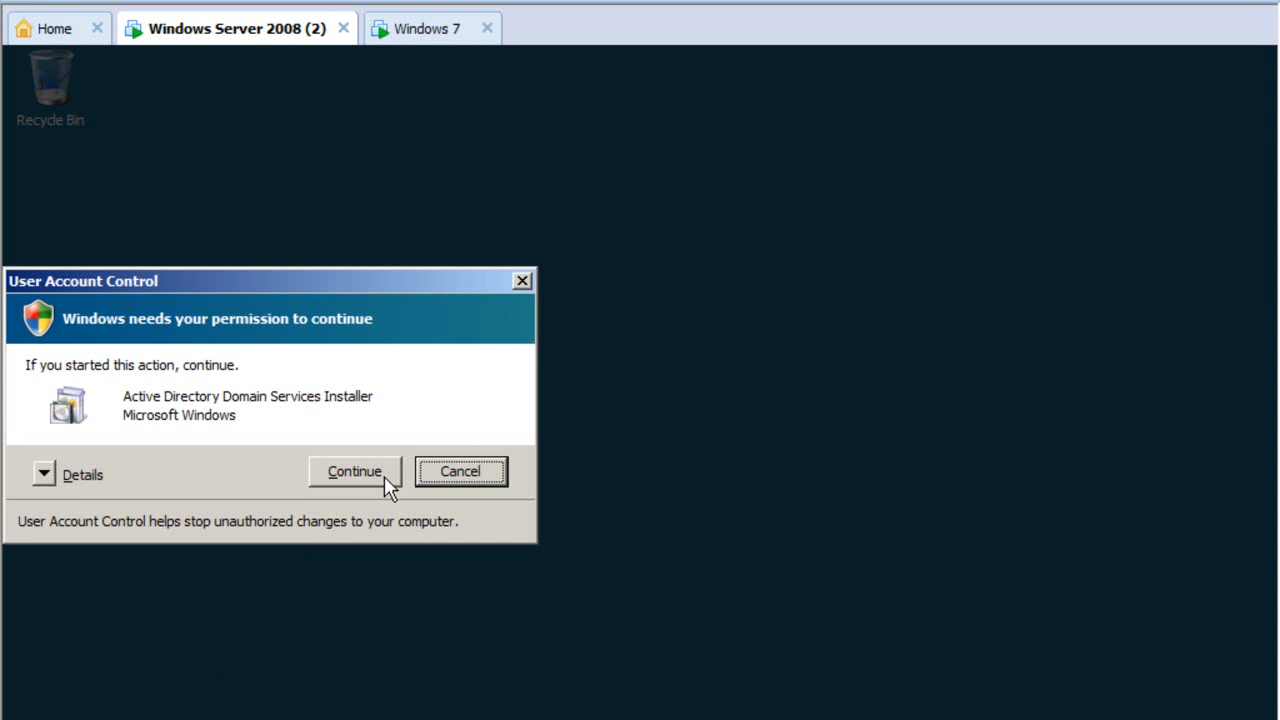 Home
Windows Server 2008 (2)
Windows 7
Recycle Bin
User Account Control
Windows needs your permission to continue
If you started this action, continue.
Active Directory Domain Services Installer
Microsoft Windows
Details
Continue
Cancel
User Account Control helps stop unauthorized changes to your computer.